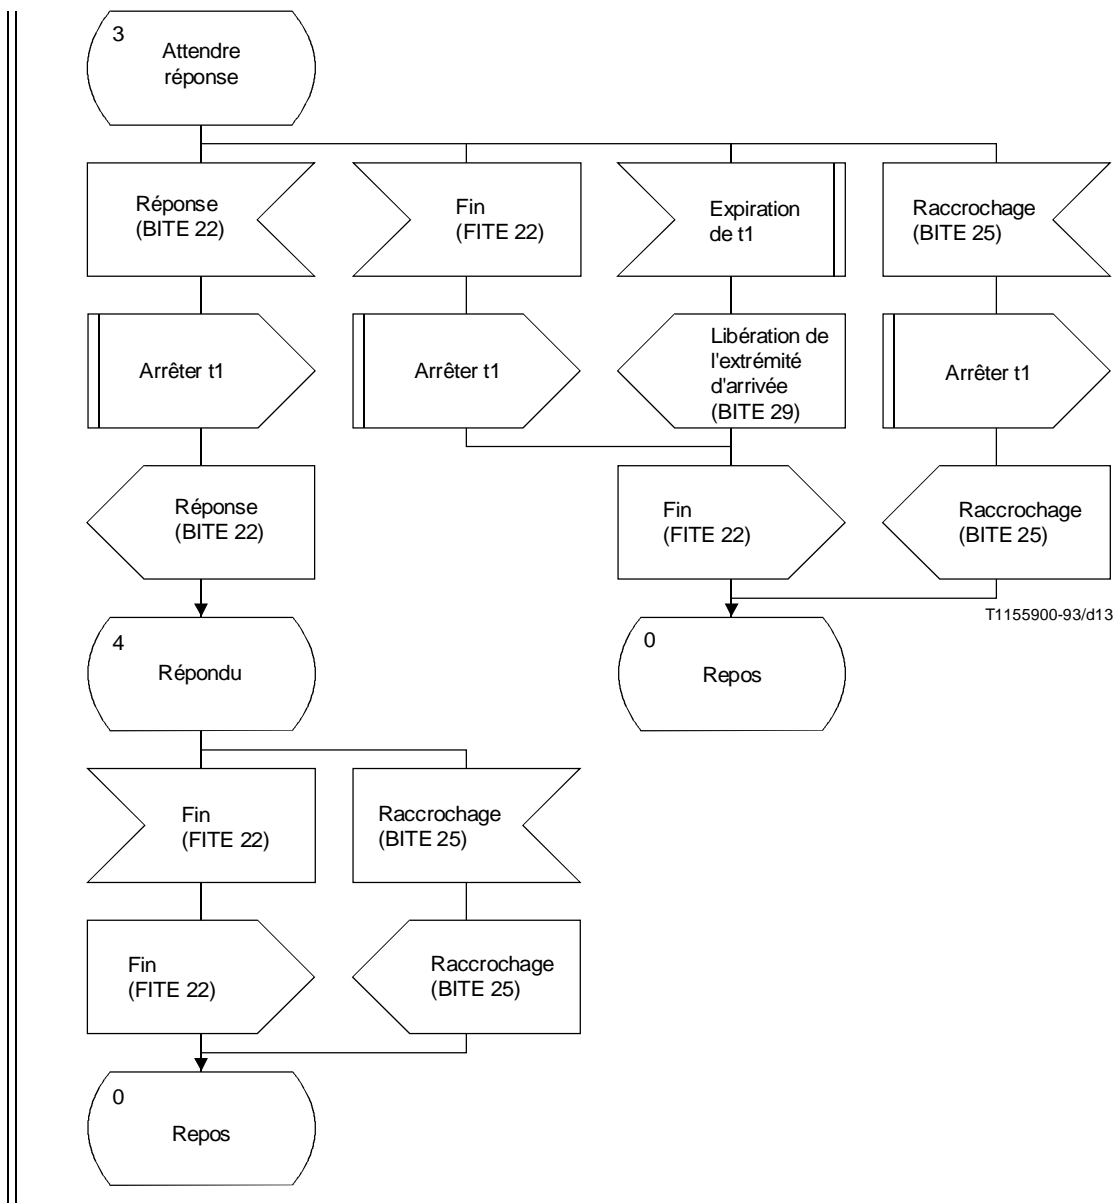 3
Attendre
réponse
Réponse
(BITE 22)
Fin
(FITE 22)
Expiration
de t1
Raccrochage
(BITE 25)
Arrêter t1
Arrêter t1
Libération de
l'extrémité
d'arrivée
(BITE 29)
Arrêter t1
Réponse
(BITE 22)
Fin
(FITE 22)
Raccrochage
(BITE 25)
T1155900-93/d13
4
Répondu
0
Repos
Fin
(FITE 22)
Raccrochage
(BITE 25)
Fin
(FITE 22)
Raccrochage
(BITE 25)
0
Repos